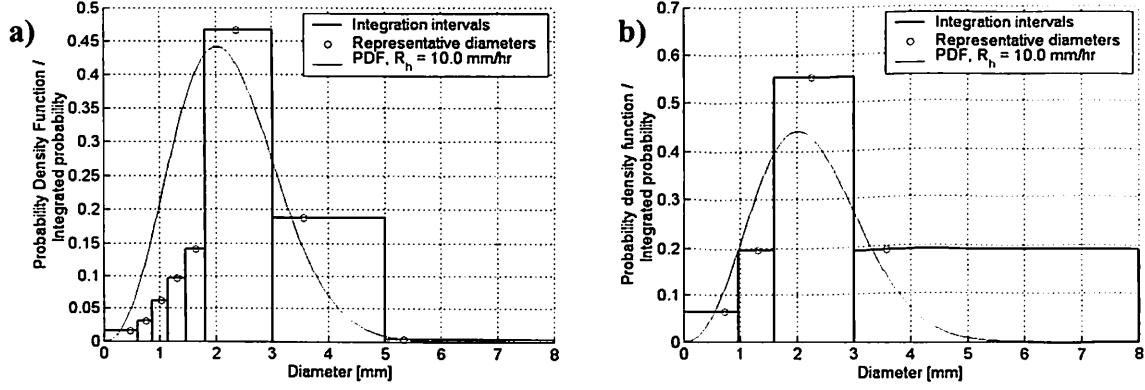 a)
Integration intervals
Representative diameters
PDF, Rh = 10.0 mm/hr
Probability Density Function /
Integrated probability
0.5
0.45
0.4
0.35
0.3
0.25
0.2
0.15
0.1
0.05
0
0 1 2 3 4 5 6 7 8
Diameter [mm]
b)
Integration intervals
Representative diameters
PDF, Rh = 10.0 mm/hr
Probability density function /
Integrated probability
0.7
0.6
0.5
0.4
0.3
0.2
0.1
0
0 1 2 3 4 5 6 7 8
Diameter [mm]